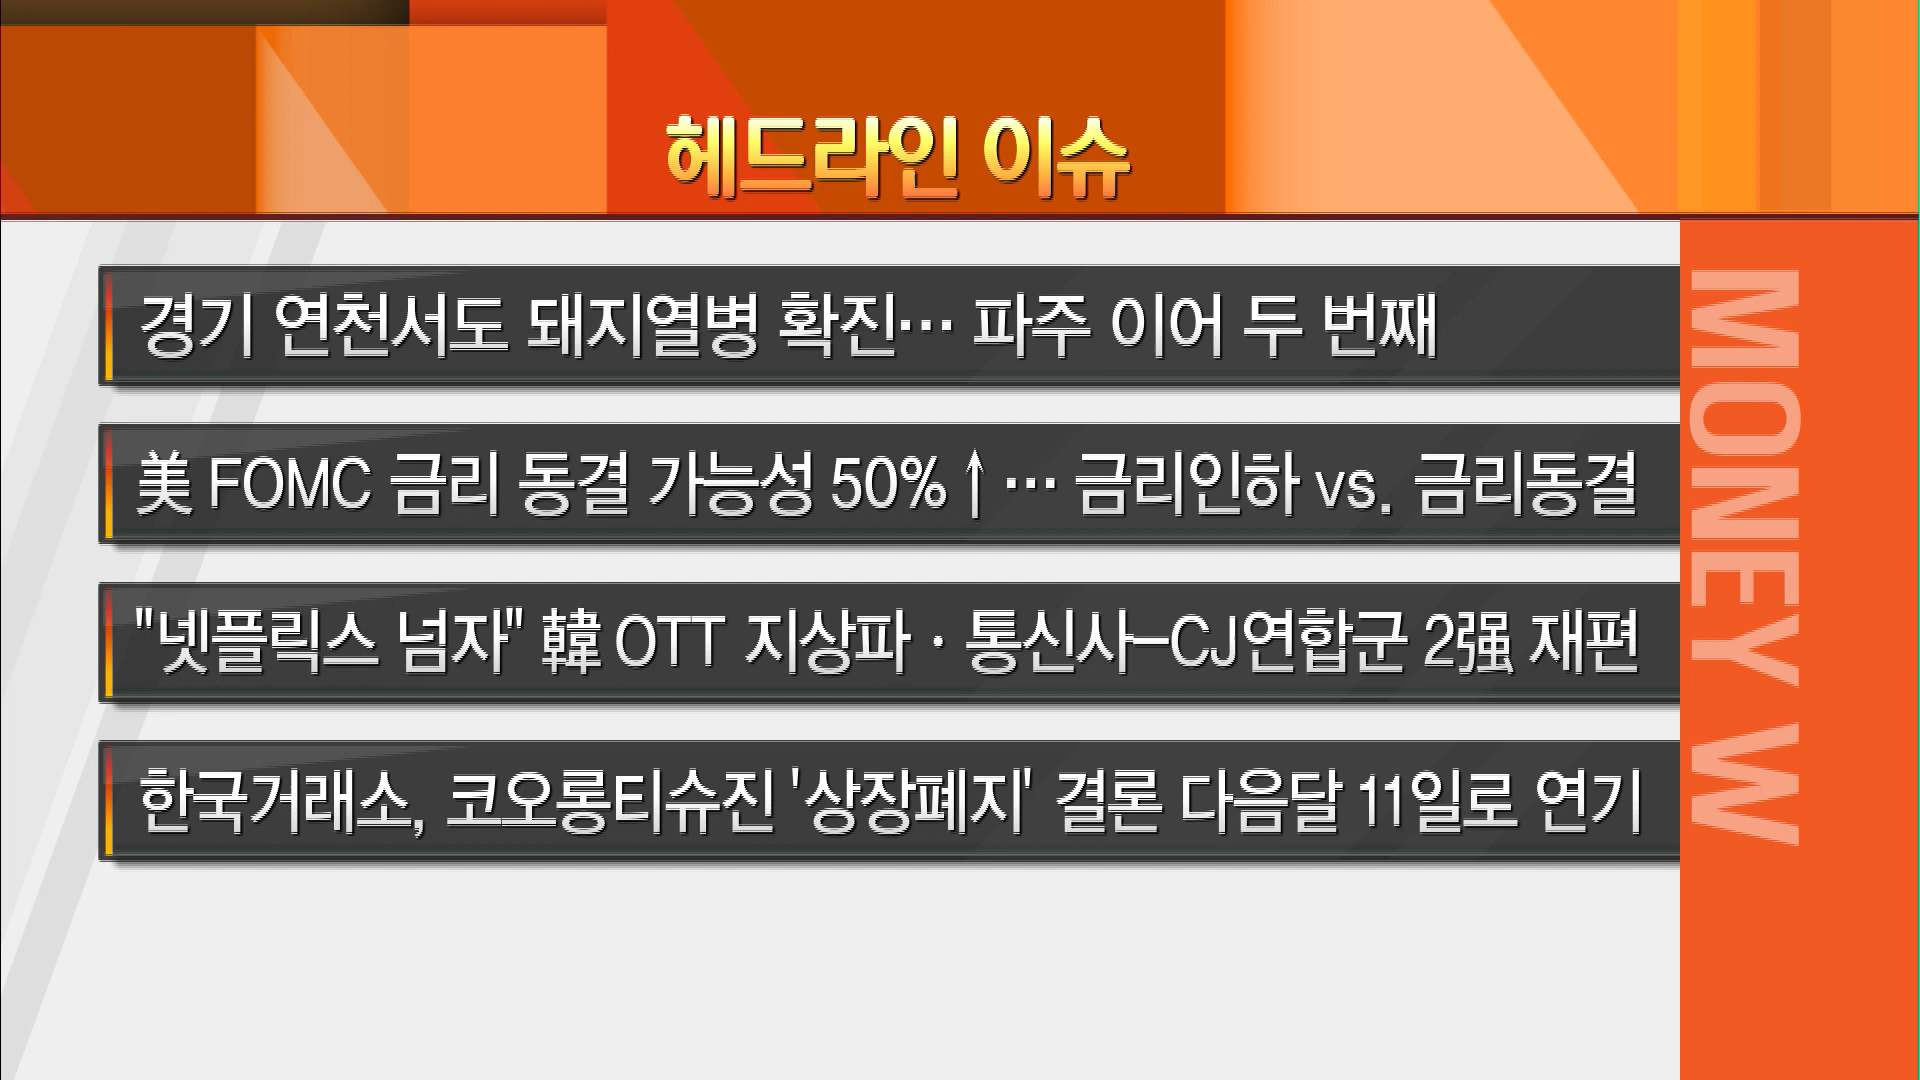 헤드라인 이슈
경기 연천서도 돼지열병 확진… 파주 이어 두 번째
美 FOMC 금리 동결 가능성 50%↑… 금리인하 vs. 금리동결
"넷플릭스 넘자" 韓 OTT 지상파·통신사-CJ연합군 2强 재편
한국거래소, 코오롱티슈진 '상장폐지' 결론 다음달 11일로 연기
MONEY W